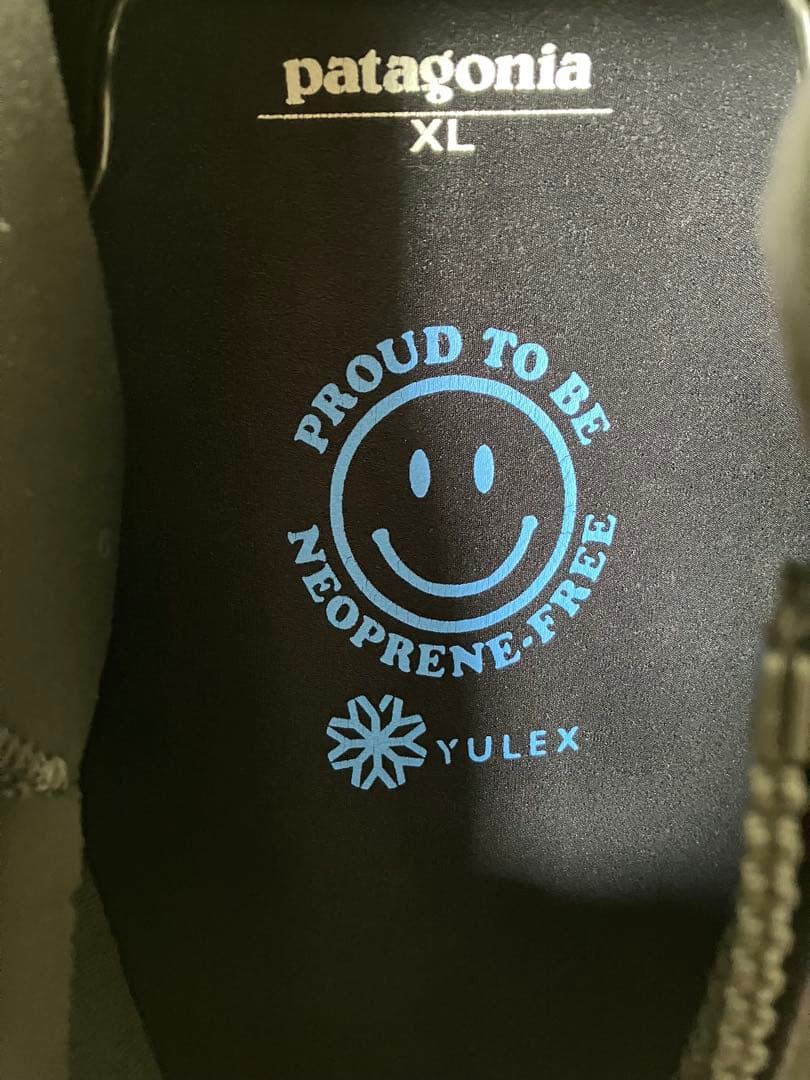 patagonia
XL
PROUD TO BE
NEOPRENE-FREE
YULEX